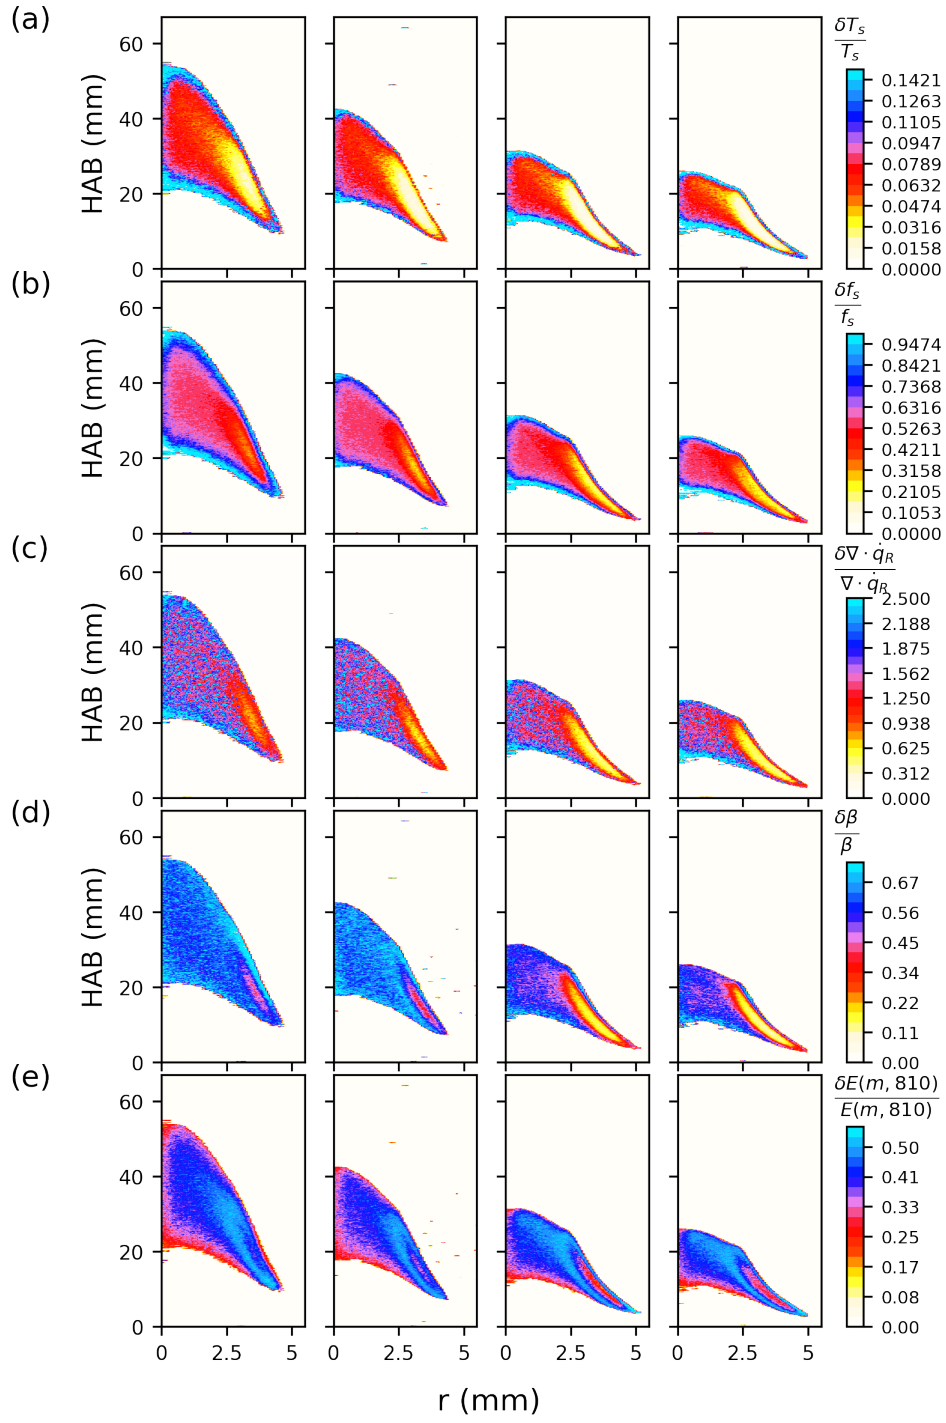 (a)
HAB (mm)
60
40
20
0
δTₛ
Tₛ
0.1421
0.1263
0.1105
0.0947
0.0789
0.0632
0.0474
0.0316
0.0158
0.0000
(b)
HAB (mm)
60
40
20
0
δfₛ
fₛ
0.9474
0.8421
0.7368
0.6316
0.5263
0.4211
0.3158
0.2105
0.1053
0.0000
(c)
HAB (mm)
60
40
20
0
δ∇ · q̇_R
∇ · q̇_R
2.500
2.188
1.875
1.562
1.250
0.938
0.625
0.312
0.000
(d)
HAB (mm)
60
40
20
0
δβ
β
0.67
0.56
0.45
0.34
0.22
0.11
0.00
(e)
HAB (mm)
60
40
20
0
δE(m, 810)
E(m, 810)
0.50
0.41
0.33
0.25
0.17
0.08
0.00
0 2.5 5 0 2.5 5 0 2.5 5 0 2.5 5
r (mm)